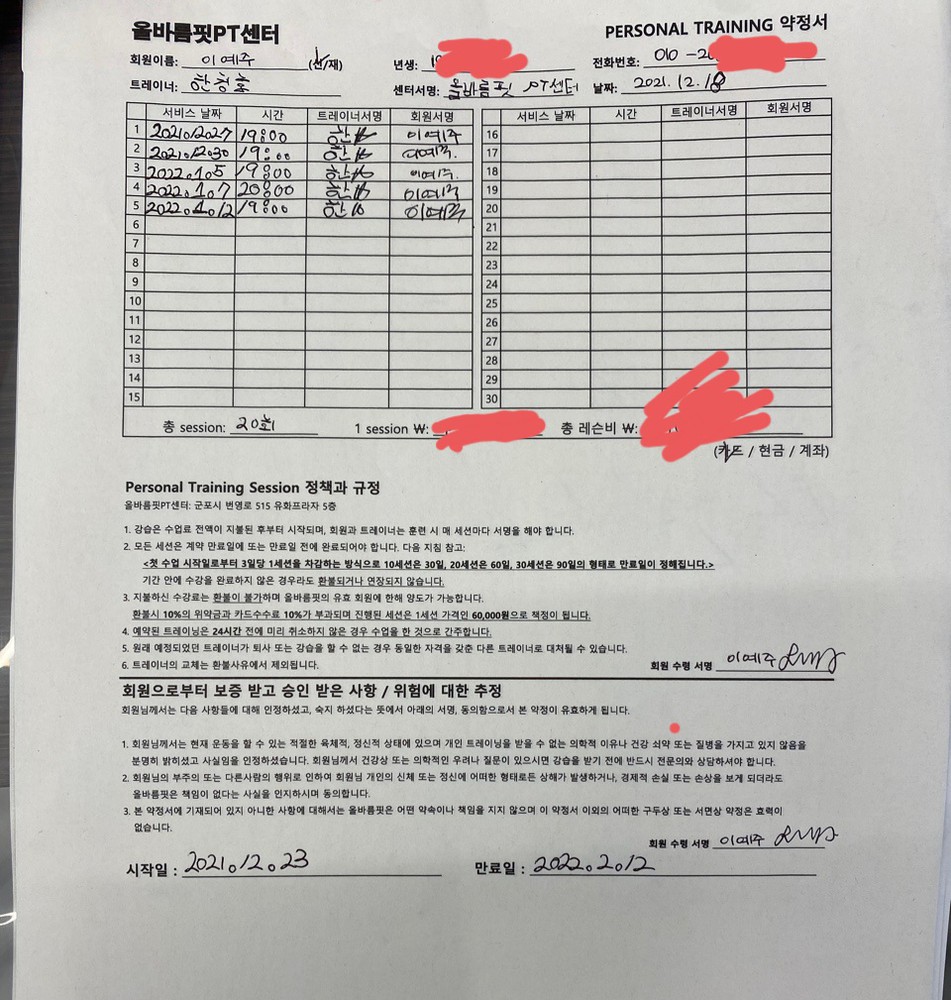 올바름핏PT센터
PERSONAL TRAINING 약정서
회원이름: 이예주 (신/재) 년생: 전화번호: 010-2
트레이너: 한청흠 센터서명: 올바름핏 PT센터 날짜: 2021.12.18
서비스 날짜 시간 트레이너서명 회원서명 서비스 날짜 시간 트레이너서명 회원서명
1 2021.12.27 19:00 이예주 16
2 2021.12.30 19:00 이예주 17
3 2022.1.5 19:00 이예주 18
4 2022.1.7 20:00 이예주 19
5 2022.1.12 19:00 이예주 20
6 21
7 22
8 23
9 24
10 25
11 26
12 27
13 28
14 29
15 30
총 session: 20회 1 session ₩: 총 레슨비 ₩:
(카드 / 현금 / 계좌)
Personal Training Session 정책과 규정
올바름핏PT센터: 군포시 번영로 515 유화프라자 5층
1. 강습은 수업료 전액이 지불된 후부터 시작되며, 회원과 트레이너는 훈련 시 매 세션마다 서명을 해야 합니다.
2. 모든 세션은 계약 만료일에 또는 만료일 전에 완료되어야 합니다. 다음 지침 참고:
<첫 수업 시작일로부터 3일당 1세션을 차감하는 방식으로 10세션은 30일, 20세션은 60일, 30세션은 90일의 형태로 만료일이 정해집니다.>
기간 안에 수강을 완료하지 않은 경우라도 환불되거나 연장되지 않습니다.
3. 지불하신 수강료는 환불이 불가하며 올바름핏의 유효 회원에 한해 양도가 가능합니다.
환불시 10%의 위약금과 카드수수료 10%가 부과되며 진행된 세션은 1세션 가격인 60,000원으로 책정이 됩니다.
4. 예약된 트레이닝은 24시간 전에 미리 취소하지 않은 경우 수업을 한 것으로 간주합니다.
5. 원래 예정되었던 트레이너가 퇴사 또는 강습을 할 수 없는 경우 동일한 자격을 갖춘 다른 트레이너로 대처될 수 있습니다.
6. 트레이너의 교체는 환불사유에서 제외됩니다.
회원 수령 서명 이예주
회원으로부터 보증 받고 승인 받은 사항 / 위험에 대한 추정
회원님께서는 다음 사항들에 대해 인정하셨고, 숙지 하셨다는 뜻에서 아래의 서명, 동의함으로서 본 약정이 유효하게 됩니다.
1. 회원님께서는 현재 운동을 할 수 있는 적절한 육체적, 정신적 상태에 있으며 개인 트레이닝을 받을 수 없는 의학적 이유나 건강 쇠약 또는 질병을 가지고 있지 않음을
분명히 밝히셨고 사실임을 인정하셨습니다. 회원님께서 건강상 또는 의학적인 우려나 질문이 있으시면 강습을 받기 전에 반드시 전문의와 상담하셔야 합니다.
2. 회원님의 부주의 또는 다른사람의 행위로 인하여 회원님 개인의 신체 또는 정신에 어떠한 형태로든 상해가 발생하거나, 경제적 손실 또는 손상을 보게 되더라도
올바름핏은 책임이 없다는 사실을 인지하시며 동의합니다.
3. 본 약정서에 기재되어 있지 아니한 사항에 대해서는 올바름핏은 어떤 약속이나 책임을 지지 않으며 이 약정서 이외의 어떠한 구두상 또는 서면상 약정은 효력이
없습니다.
회원 수령 서명 이예주
시작일 : 2021.12.23 만료일 : 2022.2.12